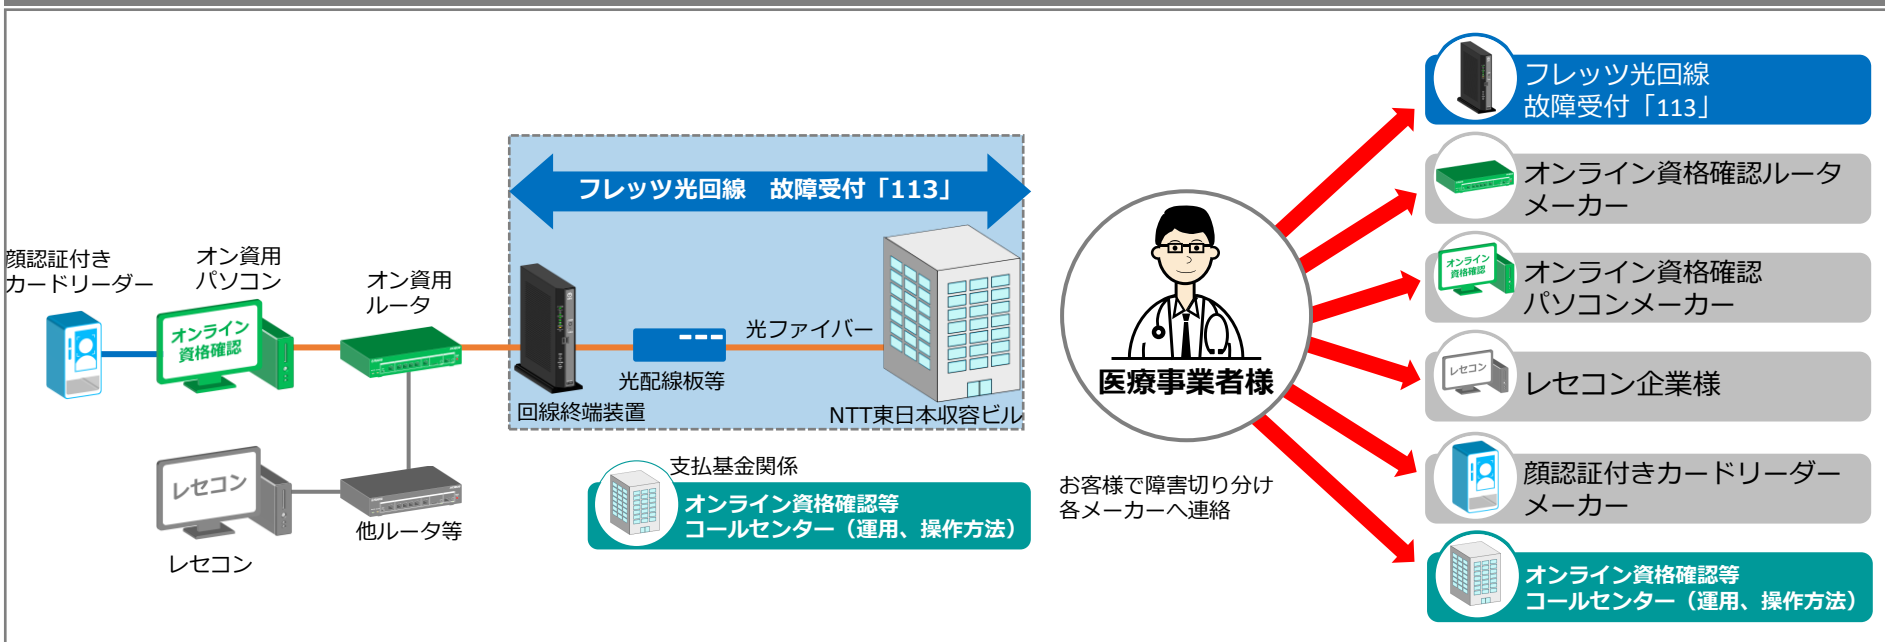 フレッツ光回線　故障受付「113」
顔認証付き
カードリーダー
オン資用
パソコン
オン資用
ルータ
オンライン
資格確認
光ファイバー
光配線板等
回線終端装置
NTT東日本収容ビル
レセコン
レセコン
他ルータ等
支払基金関係
オンライン資格確認等
コールセンター（運用、操作方法）
医療事業者様
お客様で障害切り分け
各メーカーへ連絡
フレッツ光回線
故障受付「113」
オンライン資格確認ルータ
メーカー
オンライン
資格確認
オンライン資格確認
パソコンメーカー
レセコン
レセコン企業様
顔認証付きカードリーダー
メーカー
オンライン資格確認等
コールセンター（運用、操作方法）